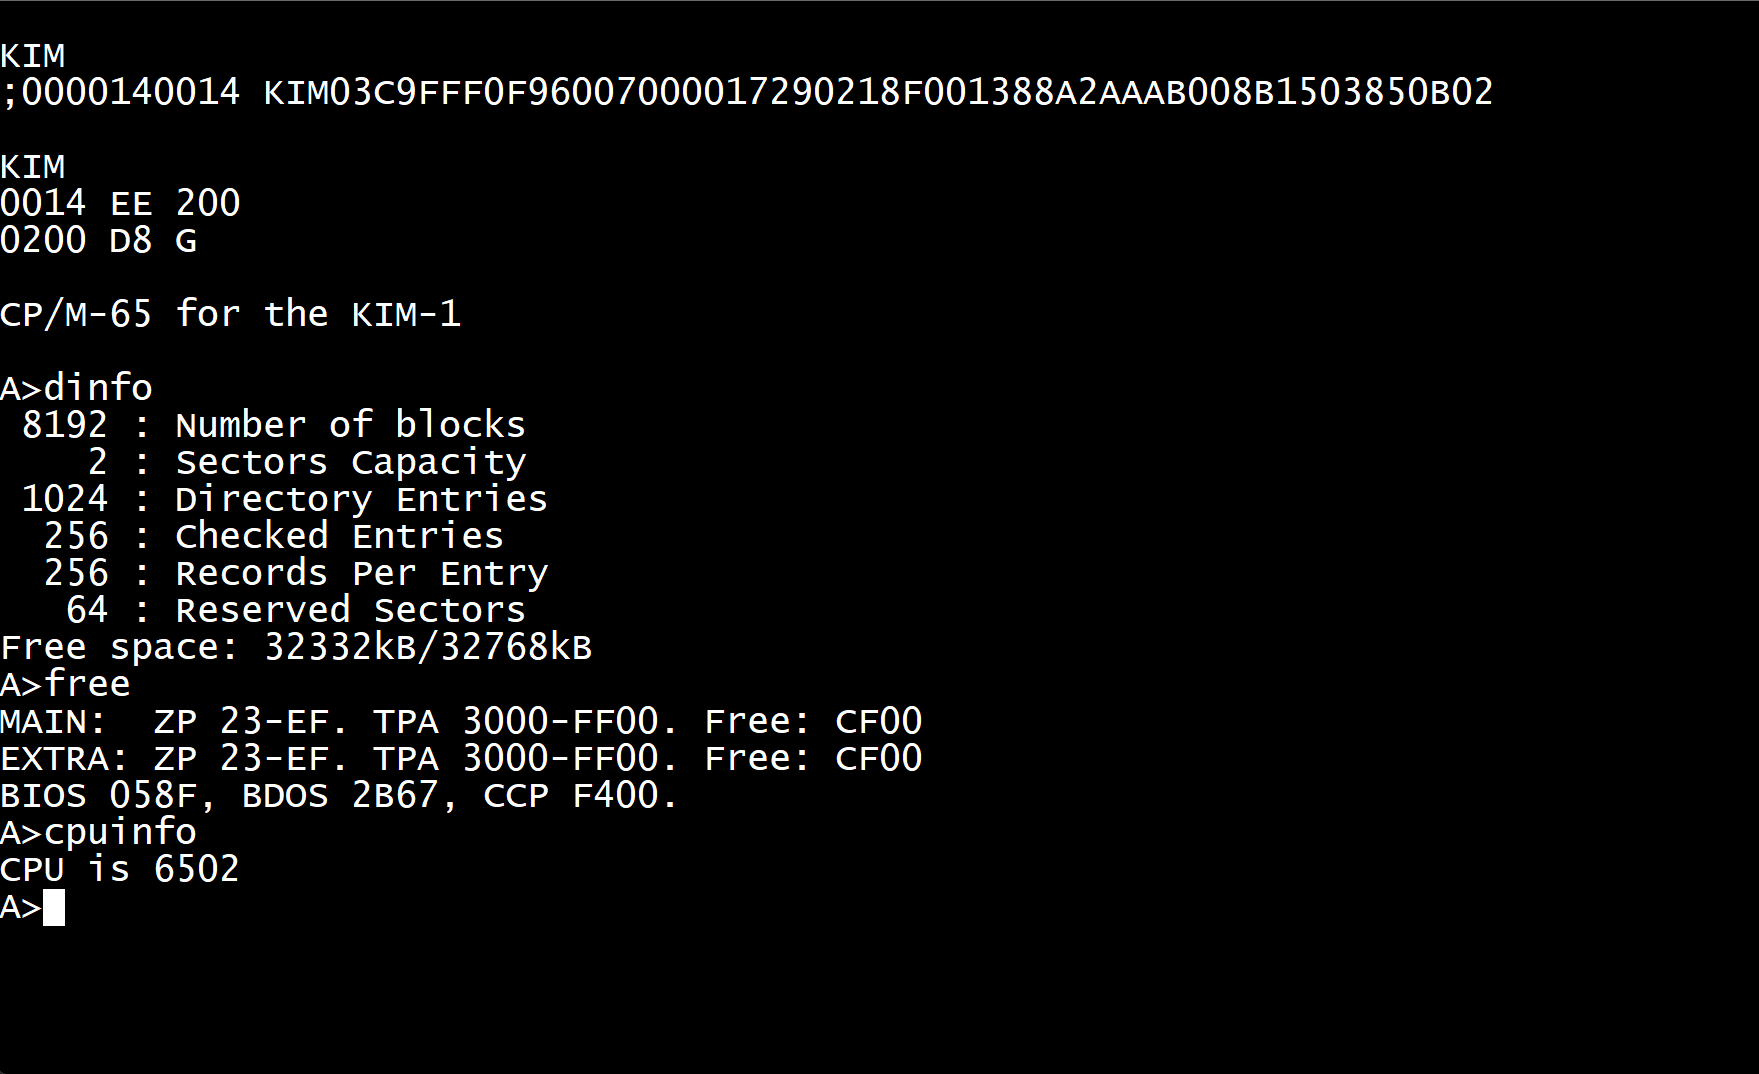 KIM
;0000140014 KIM03C9FFF0F96007000017290218F001388A2AAAB008B1503850B02
KIM
0014 EE 200
0200 D8 G
CP/M-65 for the KIM-1
A>dinfo
 8192 : Number of blocks
    2 : Sectors Capacity
 1024 : Directory Entries
  256 : Checked Entries
  256 : Records Per Entry
   64 : Reserved Sectors
Free space: 32332kB/32768kB
A>free
MAIN:  ZP 23-EF. TPA 3000-FF00. Free: CF00
EXTRA: ZP 23-EF. TPA 3000-FF00. Free: CF00
BIOS 058F, BDOS 2B67, CCP F400.
A>cpuinfo
CPU is 6502
A>